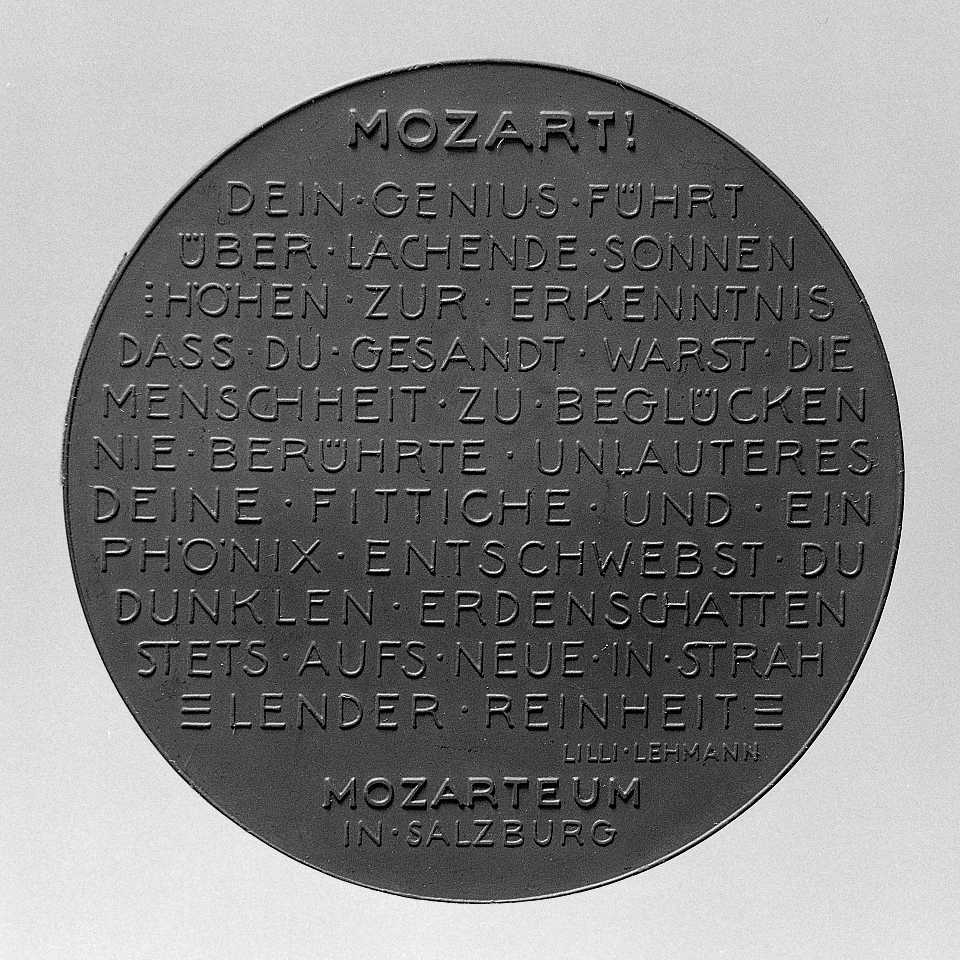 MOZART!
DEIN·GENIUS·FÜHRT
ÜBER·LACHENDE·SONNEN
HÖHEN·ZUR·ERKENNTNIS
DASS·DU·GESANDT·WARST·DIE
MENSCHHEIT·ZU·BEGLÜCKEN
NIE·BERÜHRTE·UNLAUTERES
DEINE·FITTICHE·UND·EIN
PHÖNIX·ENTSCHWEBST·DU
DUNKLEN·ERDENSCHATTEN
STETS·AUFS·NEUE·IN·STRAH
LENDER·REINHEIT
LILLI·LEHMANN
MOZARTEUM
IN·SALZBURG